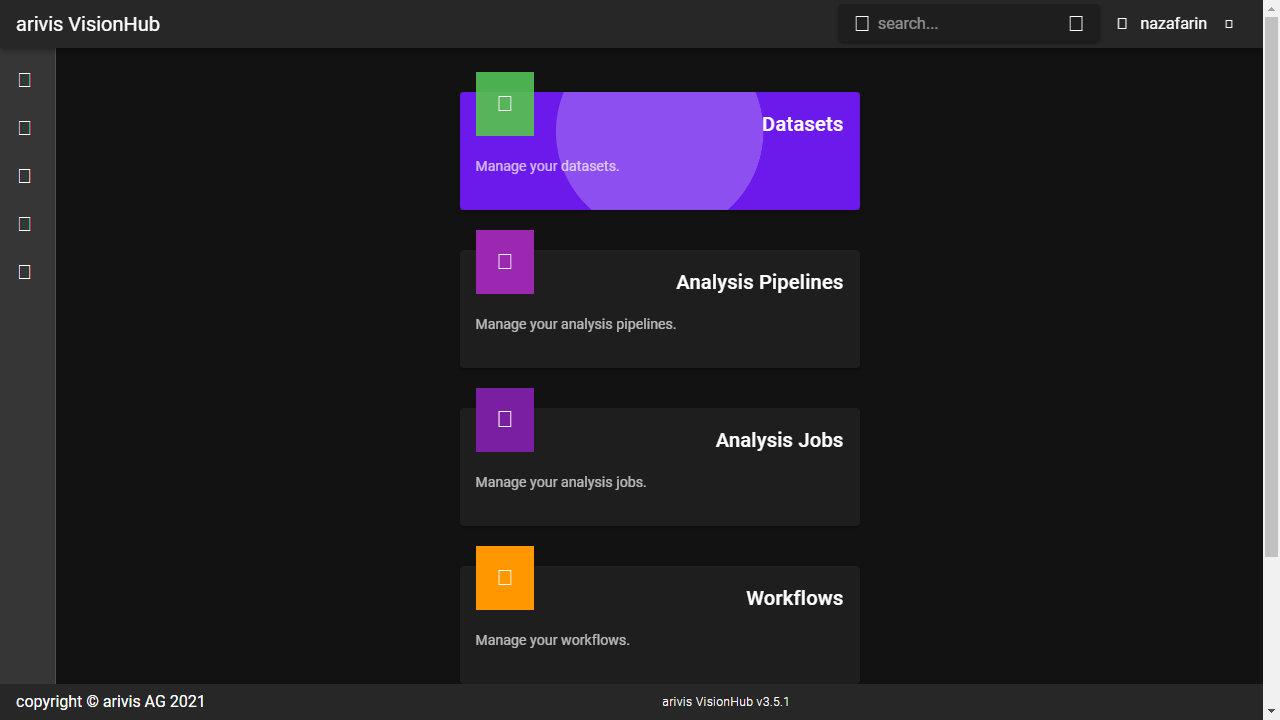 arivis VisionHub
search...
nazafarin
Datasets
Manage your datasets.
Analysis Pipelines
Manage your analysis pipelines.
Analysis Jobs
Manage your analysis jobs.
Workflows
Manage your workflows.
copyright © arivis AG 2021
arivis VisionHub v3.5.1